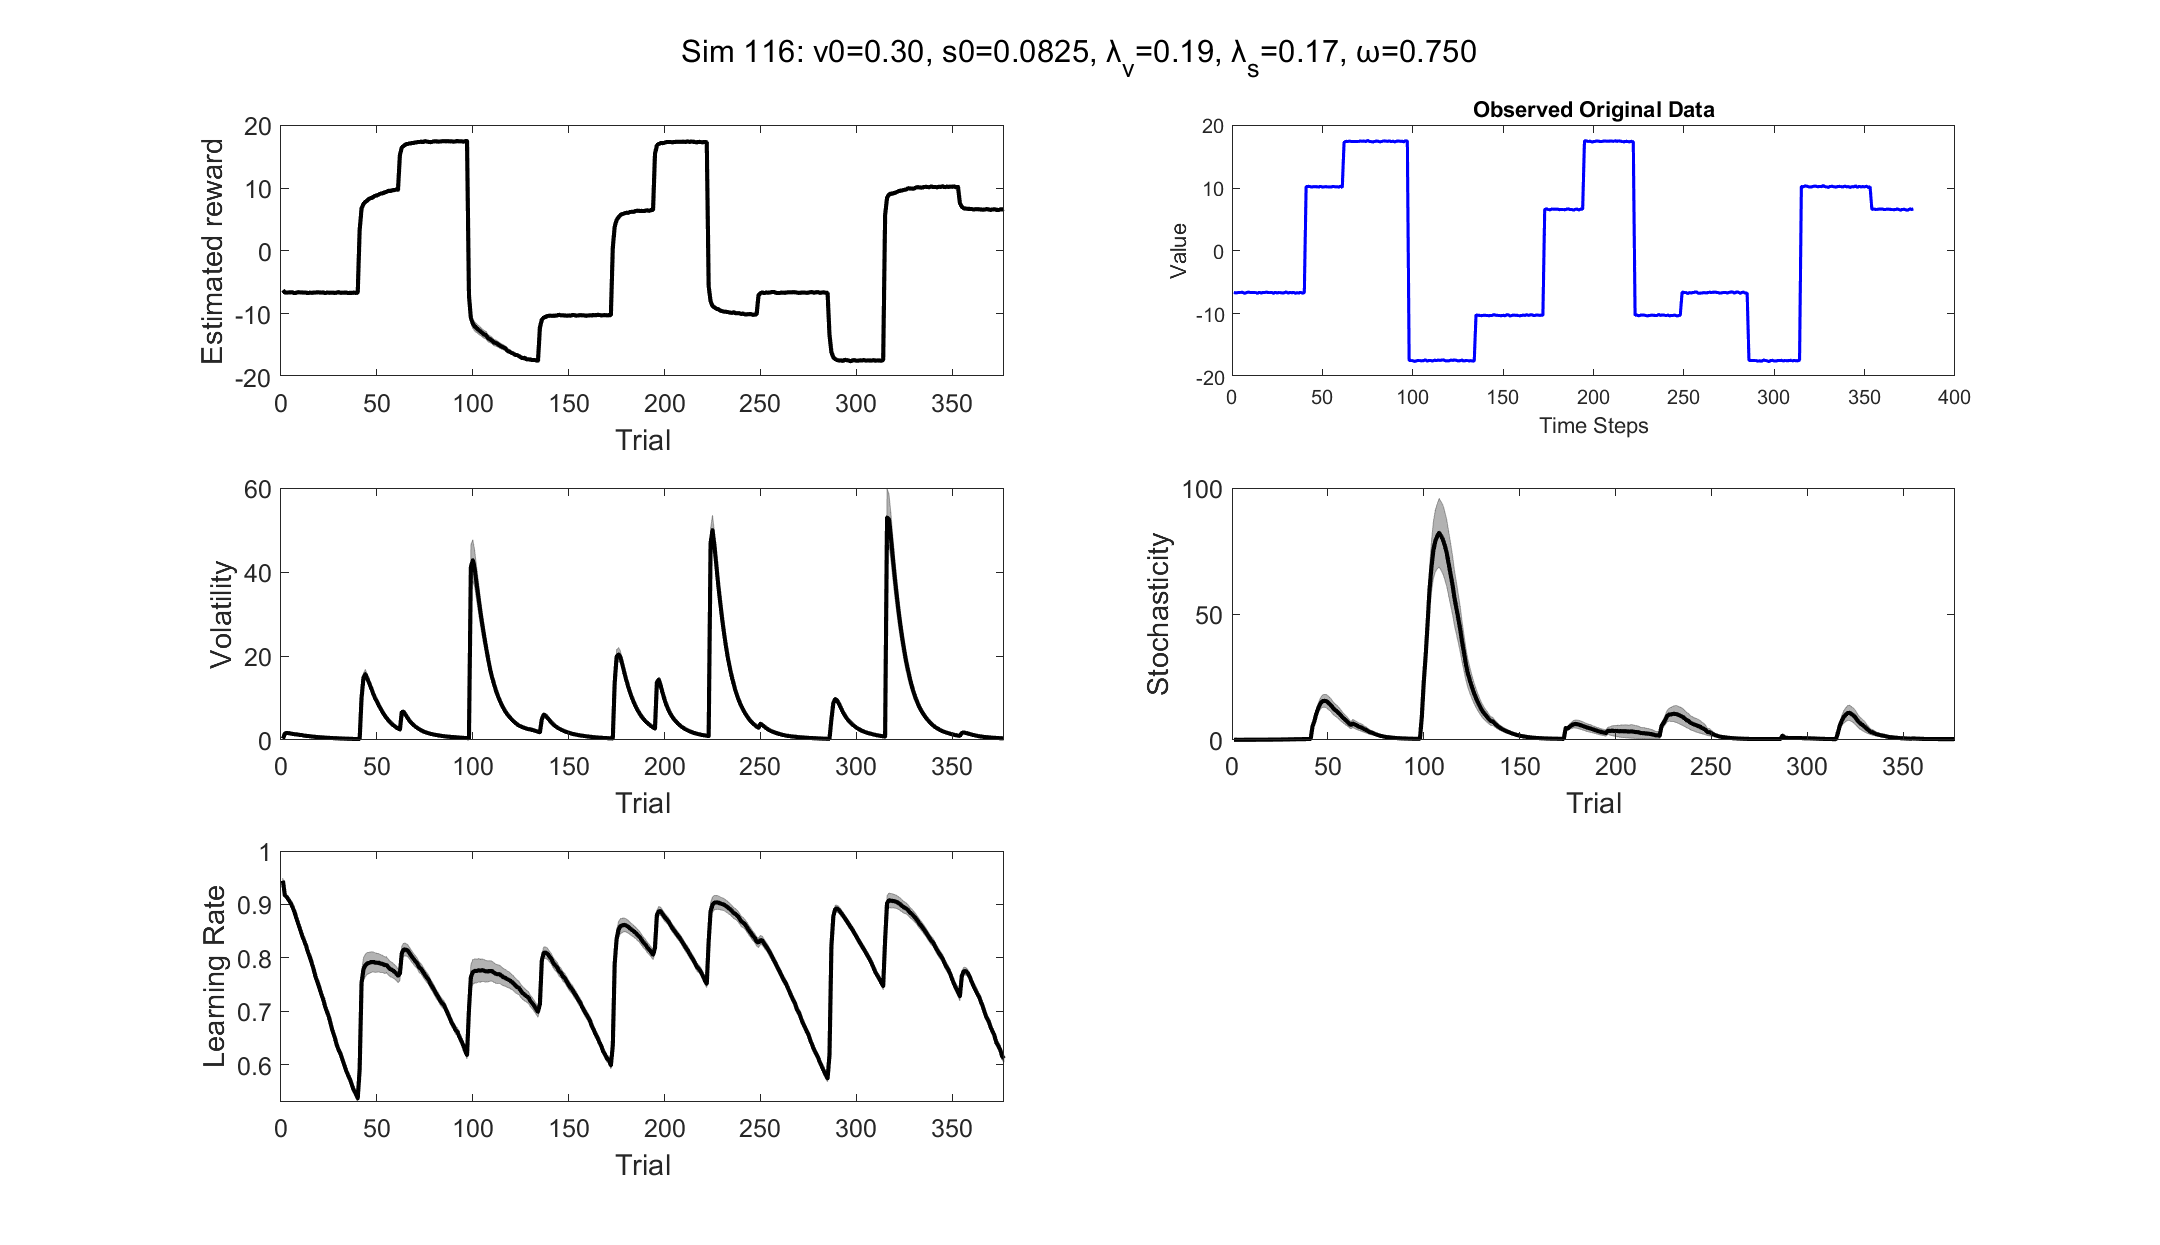 Sim 116: v0=0.30, s0=0.0825, λv=0.19, λs=0.17, ω=0.750
Estimated reward
20
10
0
-10
-20
0 50 100 150 200 250 300 350
Trial
Observed Original Data
Value
20
10
0
-10
-20
0 50 100 150 200 250 300 350 400
Time Steps
Volatility
60
40
20
0
0 50 100 150 200 250 300 350
Trial
Stochasticity
100
50
0
0 50 100 150 200 250 300 350
Trial
Learning Rate
1
0.9
0.8
0.7
0.6
0 50 100 150 200 250 300 350
Trial